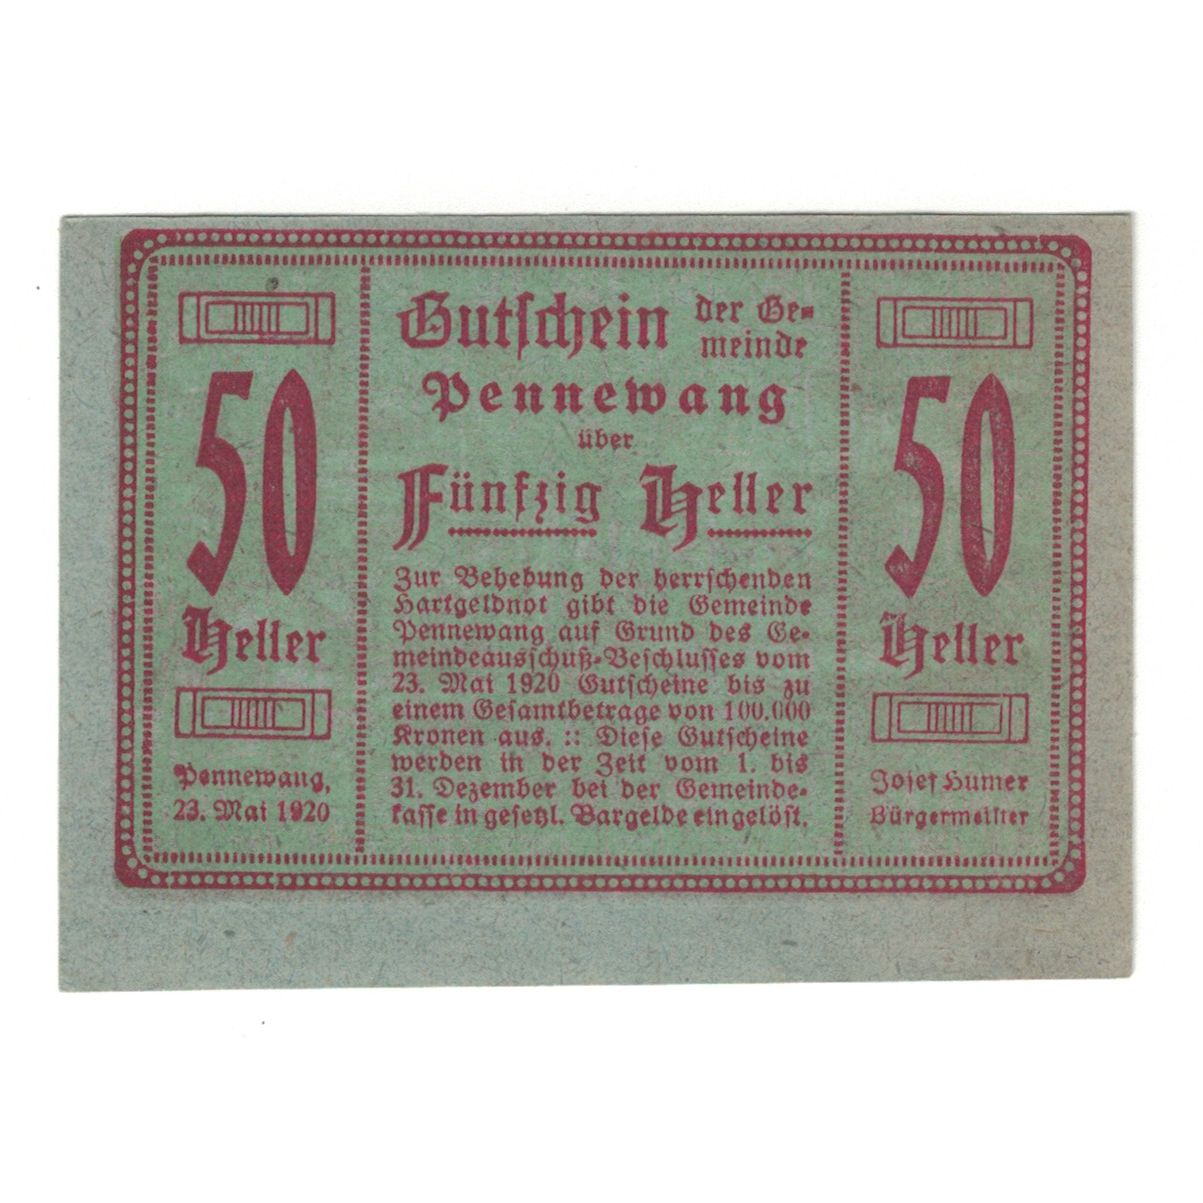 50
Heller
Pennewang,
23. Mai 1920
Gutschein der Ge-
meinde
Pennewang
über
Fünfzig Heller
Zur Behebung der herrschenden
Hartgeldnot gibt die Gemeinde
Pennewang auf Grund des Ge-
meindeausschuß-Beschlusses vom
23. Mai 1920 Gutscheine bis zu
einem Gesamtbetrage von 100.000
Kronen aus. :: Diese Gutscheine
werden in der Zeit vom 1. bis
31. Dezember bei der Gemeinde-
kasse in gesetzl. Bargelde eingelöst.
50
Heller
Josef Humer
Bürgermeister